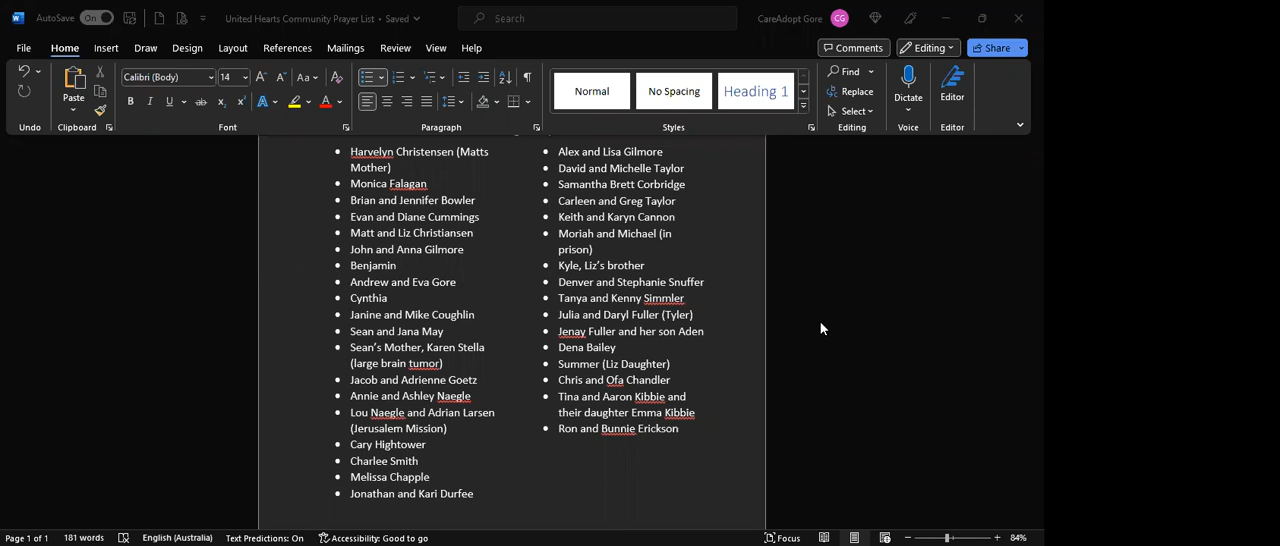 AutoSave On United Hearts Community Prayer List • Saved Search CareAdopt Gore CG
File Home Insert Draw Design Layout References Mailings Review View Help Comments Editing Share
Calibri (Body) 14 Aa Find
Paste Normal No Spacing Heading 1 Replace Dictate Editor
B I U ab x₂ x² A A Select
Undo Clipboard Font Paragraph Styles Editing Voice Editor
• Harvelyn Christensen (Matts
Mother)
• Monica Falagan
• Brian and Jennifer Bowler
• Evan and Diane Cummings
• Matt and Liz Christiansen
• John and Anna Gilmore
• Benjamin
• Andrew and Eva Gore
• Cynthia
• Janine and Mike Coughlin
• Sean and Jana May
• Sean's Mother, Karen Stella
(large brain tumor)
• Jacob and Adrienne Goetz
• Annie and Ashley Naegle
• Lou Naegle and Adrian Larsen
(Jerusalem Mission)
• Cary Hightower
• Charlee Smith
• Melissa Chapple
• Jonathan and Kari Durfee
• Alex and Lisa Gilmore
• David and Michelle Taylor
• Samantha Brett Corbridge
• Carleen and Greg Taylor
• Keith and Karyn Cannon
• Moriah and Michael (in
prison)
• Kyle, Liz's brother
• Denver and Stephanie Snuffer
• Tanya and Kenny Simmler
• Julia and Daryl Fuller (Tyler)
• Jenay Fuller and her son Aden
• Dena Bailey
• Summer (Liz Daughter)
• Chris and Ofa Chandler
• Tina and Aaron Kibbie and
their daughter Emma Kibbie
• Ron and Bunnie Erickson
Page 1 of 1 181 words English (Australia) Text Predictions: On Accessibility: Good to go Focus 84%